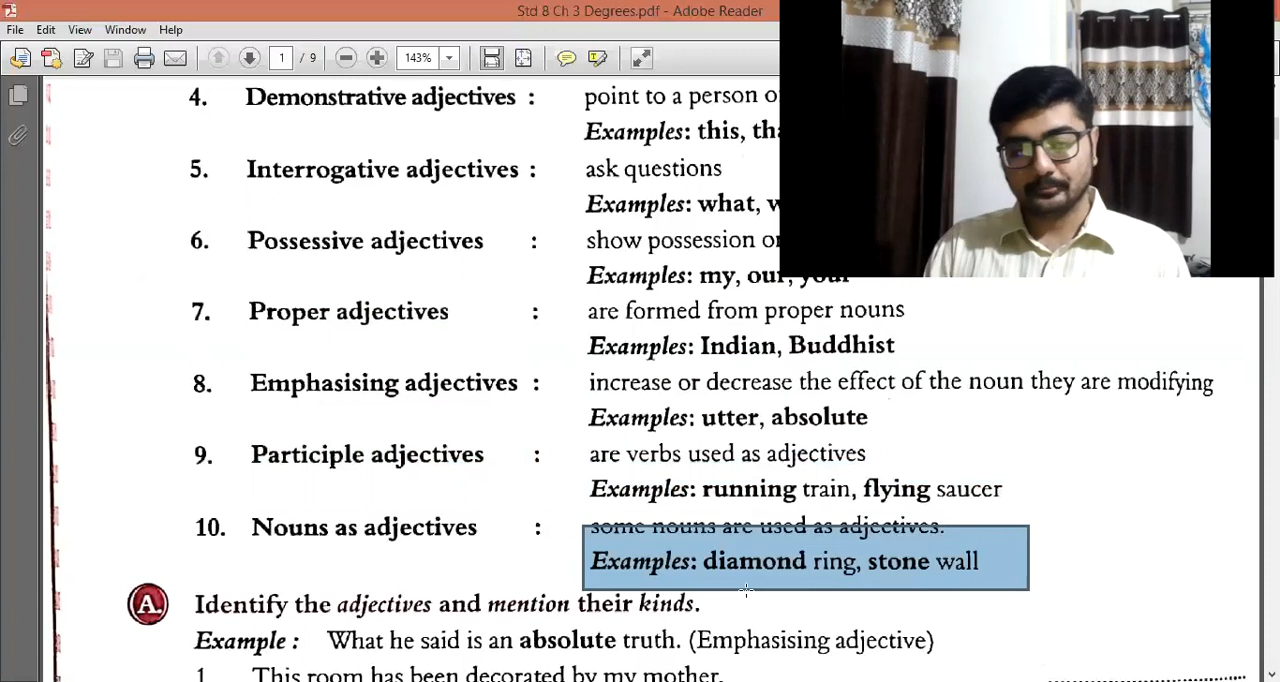 Std 8 Ch 3 Degrees.pdf - Adobe Reader
File Edit View Window Help
1 / 9 143%
4. Demonstrative adjectives : point to a person o
Examples: this, tha
5. Interrogative adjectives : ask questions
Examples: what, w
6. Possessive adjectives : show possession or
Examples: my, our, your
7. Proper adjectives : are formed from proper nouns
Examples: Indian, Buddhist
8. Emphasising adjectives : increase or decrease the effect of the noun they are modifying
Examples: utter, absolute
9. Participle adjectives : are verbs used as adjectives
Examples: running train, flying saucer
10. Nouns as adjectives : some nouns are used as adjectives.
Examples: diamond ring, stone wall
A. Identify the adjectives and mention their kinds.
Example : What he said is an absolute truth. (Emphasising adjective)
1. This room has been decorated by my mother.